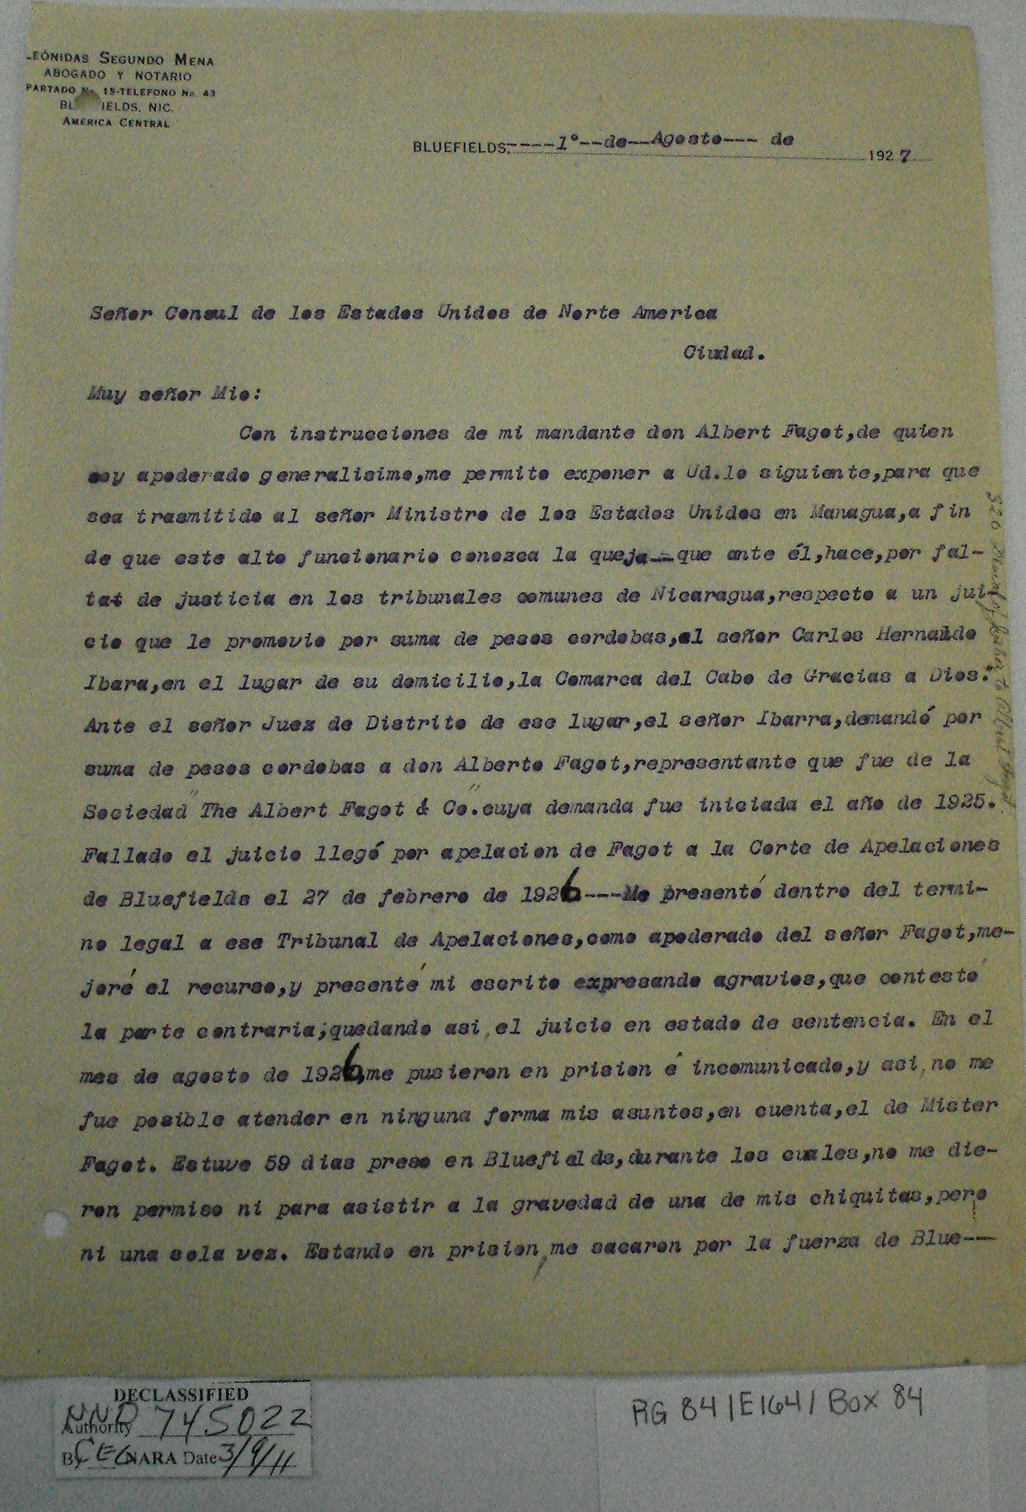 LEÓNIDAS SEGUNDO MENA
ABOGADO Y NOTARIO
PARTADO No. 15-TELEFONO No. 43
BL IELDS, NIC.
AMERICA CENTRAL
BLUEFIELDS,----1°--de--Agosto--- de 1927
Señor Consul de los Estados Unidos de Norte America
Ciudad.
Muy señor Mio:
Con instrucciones de mi mandante don Albert Fagot,de quien
soy apoderado generalisimo,me permito exponer a Ud.lo siguiente,para que
sea trasmitido al señor Ministro de los Estados Unidos en Managua,a fin
de que este alto funcionario conozca la queja--que ante él,hace,por fal-
tas de justicia en los tribunales comunes de Nicaragua,respecto a un jui-
cio que le promovio por suma de pesos cordobas,el señor Carlos Hernando
Ibara,en el lugar de su domicilio,la Comarca del Cabo de Gracias a Dios:
Ante el señor Juez de Distrito de ese lugar,el señor Ibarra,demandó por
suma de pesos cordobas a don Alberto Fagot,representante que fue de la
Sociedad "The Albert Fagot & Co".cuya demanda fue iniciada el año de 1925.
Fallado el juicio llegó por apelacion de Fagot a la Corte de Apelaciones
de Bluefields el 27 de febrero de 1926---Me presenté dentro del termi-
no legal a ese Tribunal de Apelaciones,como apoderado del señor Fagot,me-
joré el recurso,y presenté mi escrito expresando agravios,que contestó
la parte contraria;quedando asi,el juicio en estado de sentencia. En el
mes de agosto de 1926,me pusieron en prision é incomunicado,y asi,no me
fue posible atender en ninguna forma mis asuntos,en cuenta,el de Mister
Fagot. Estuve 59 dias preso en Bluefields,durante los cuales,no me die-
ron permiso ni para asistir a la gravedad de una de mis chiquitas,pero
ni una sola vez. Estando en prision,me sacaron por la fuerza de Blue--
DECLASSIFIED
Authority NND 745022
By CEG NARA Date 3/9/11
RG 84/E164/Box 84